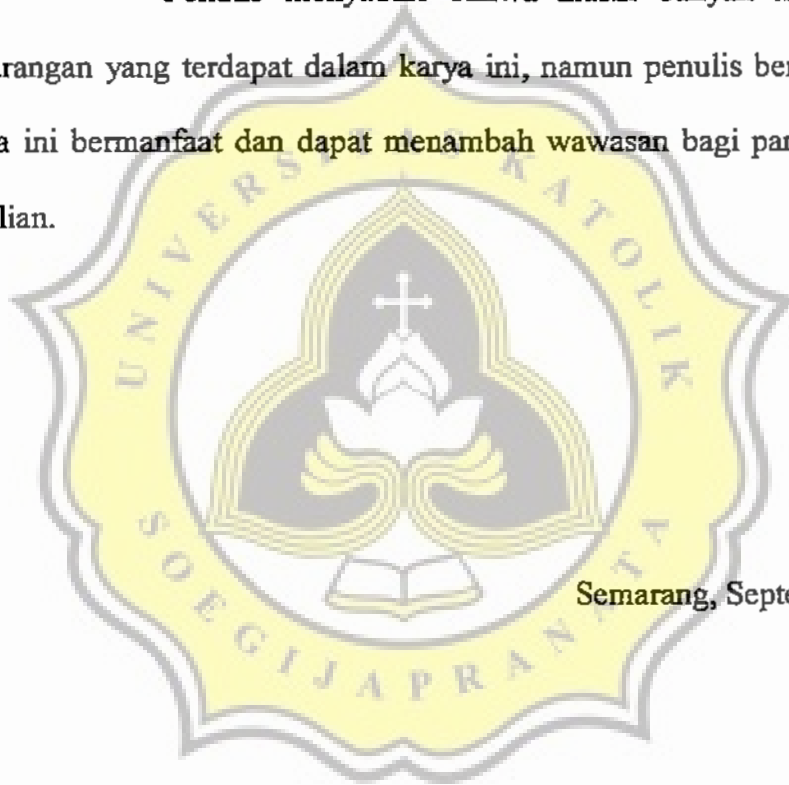 arangan yang terdapat dalam karya ini, namun penulis ber
a ini bermanfaat dan dapat menambah wawasan bagi par
lian.
UNIVERSITAS KATOLIK
SOEGIJAPRANATA
Semarang, Septe